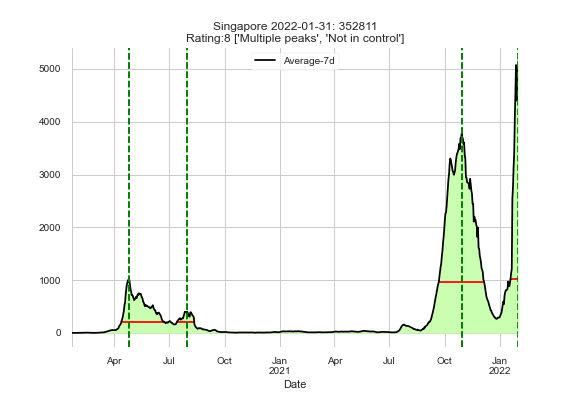 Singapore 2022-01-31: 352811
Rating:8 ['Multiple peaks', 'Not in control']
Average-7d
5000
4000
3000
2000
1000
0
Apr
Jul
Oct
Jan
2021
Apr
Jul
Oct
Jan
2022
Date